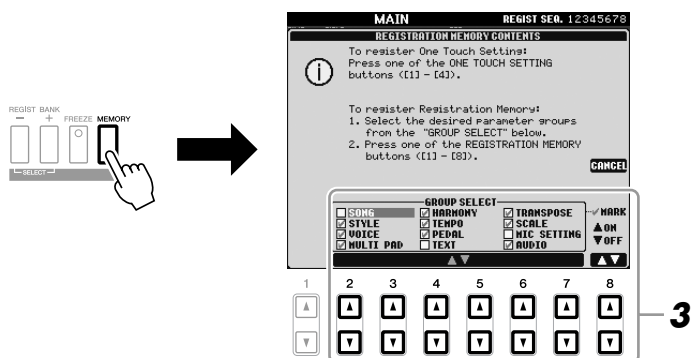 MAIN REGIST SEQ. 12345678
REGISTRATION MEMORY CONTENTS
To register One Touch Setting:
Press one of the ONE TOUCH SETTING
buttons ([1] - [4]).
To register Registration Memory:
1. Select the desired parameter groups
from the "GROUP SELECT" below.
2. Press one of the REGISTRATION MEMORY
buttons ([1] - [8]).
CANCEL
REGIST BANK
− +
FREEZE
MEMORY
SELECT
GROUP SELECT
SONG HARMONY TRANSPOSE MARK
STYLE TEMPO SCALE ▲ON
VOICE PEDAL MIC SETTING ▼OFF
MULTI PAD TEXT AUDIO
▲▼ ▲▼
1 2 3 4 5 6 7 8
3